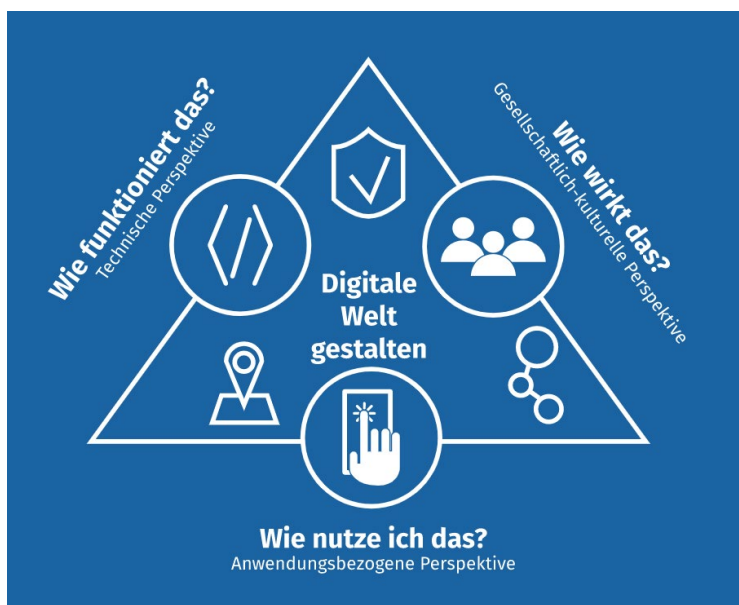 Wie funktioniert das?
Technische Perspektive
Wie wirkt das?
Gesellschaftlich-kulturelle Perspektive
Digitale
Welt
gestalten
Wie nutze ich das?
Anwendungsbezogene Perspektive